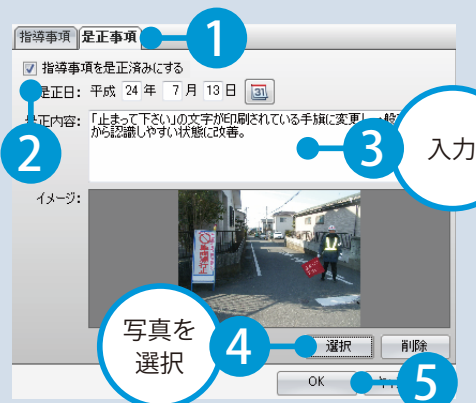 指導事項 是正事項 1
指導事項を是正済みにする
是正日: 平成 24 年 7 月 13 日 31
2
是正内容: 「止まって下さい」の文字が印刷されている手旗に変更し、一般
から認識しやすい状態に改善。
3 入力
イメージ:
写真を
選択
4 選択 削除
OK 5